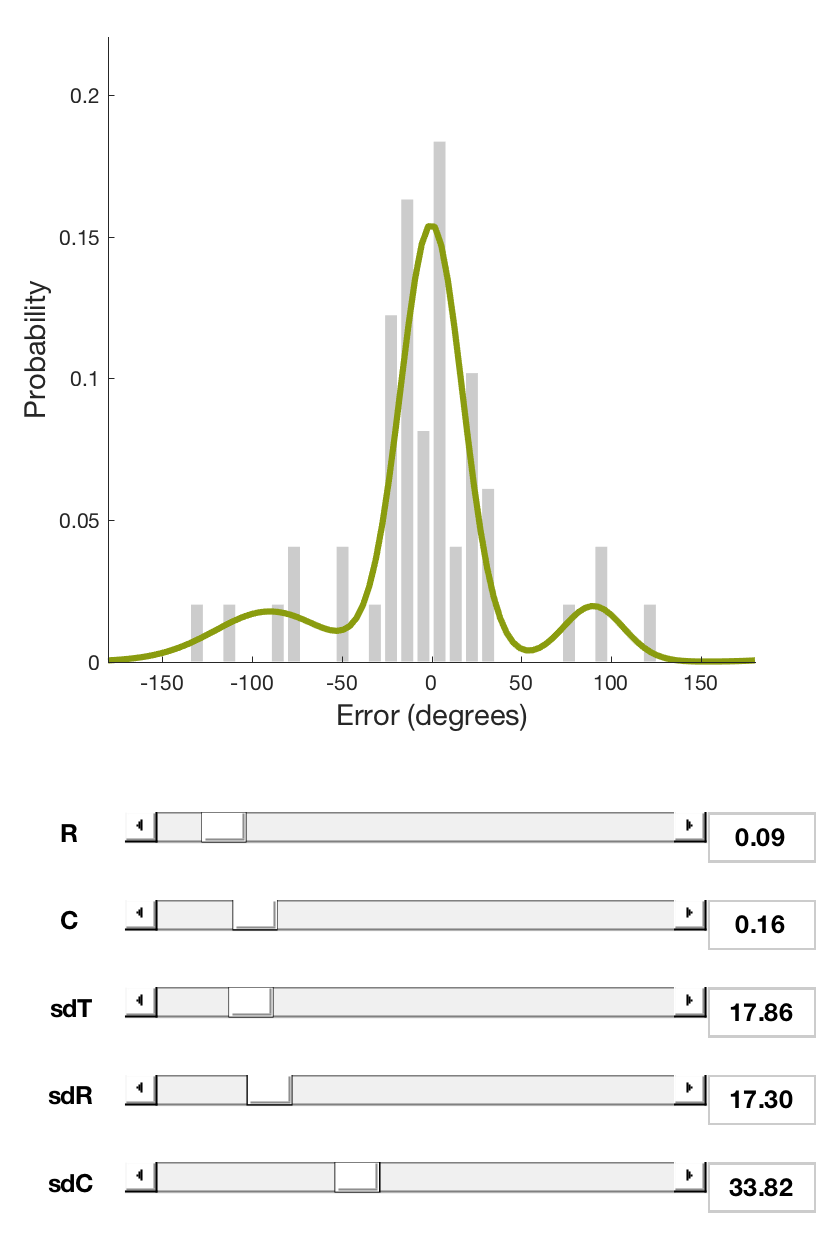 0.2
0.15
0.1
0.05
0
Probability
-150 -100 -50 0 50 100 150
Error (degrees)
R 0.09
C 0.16
sdT 17.86
sdR 17.30
sdC 33.82